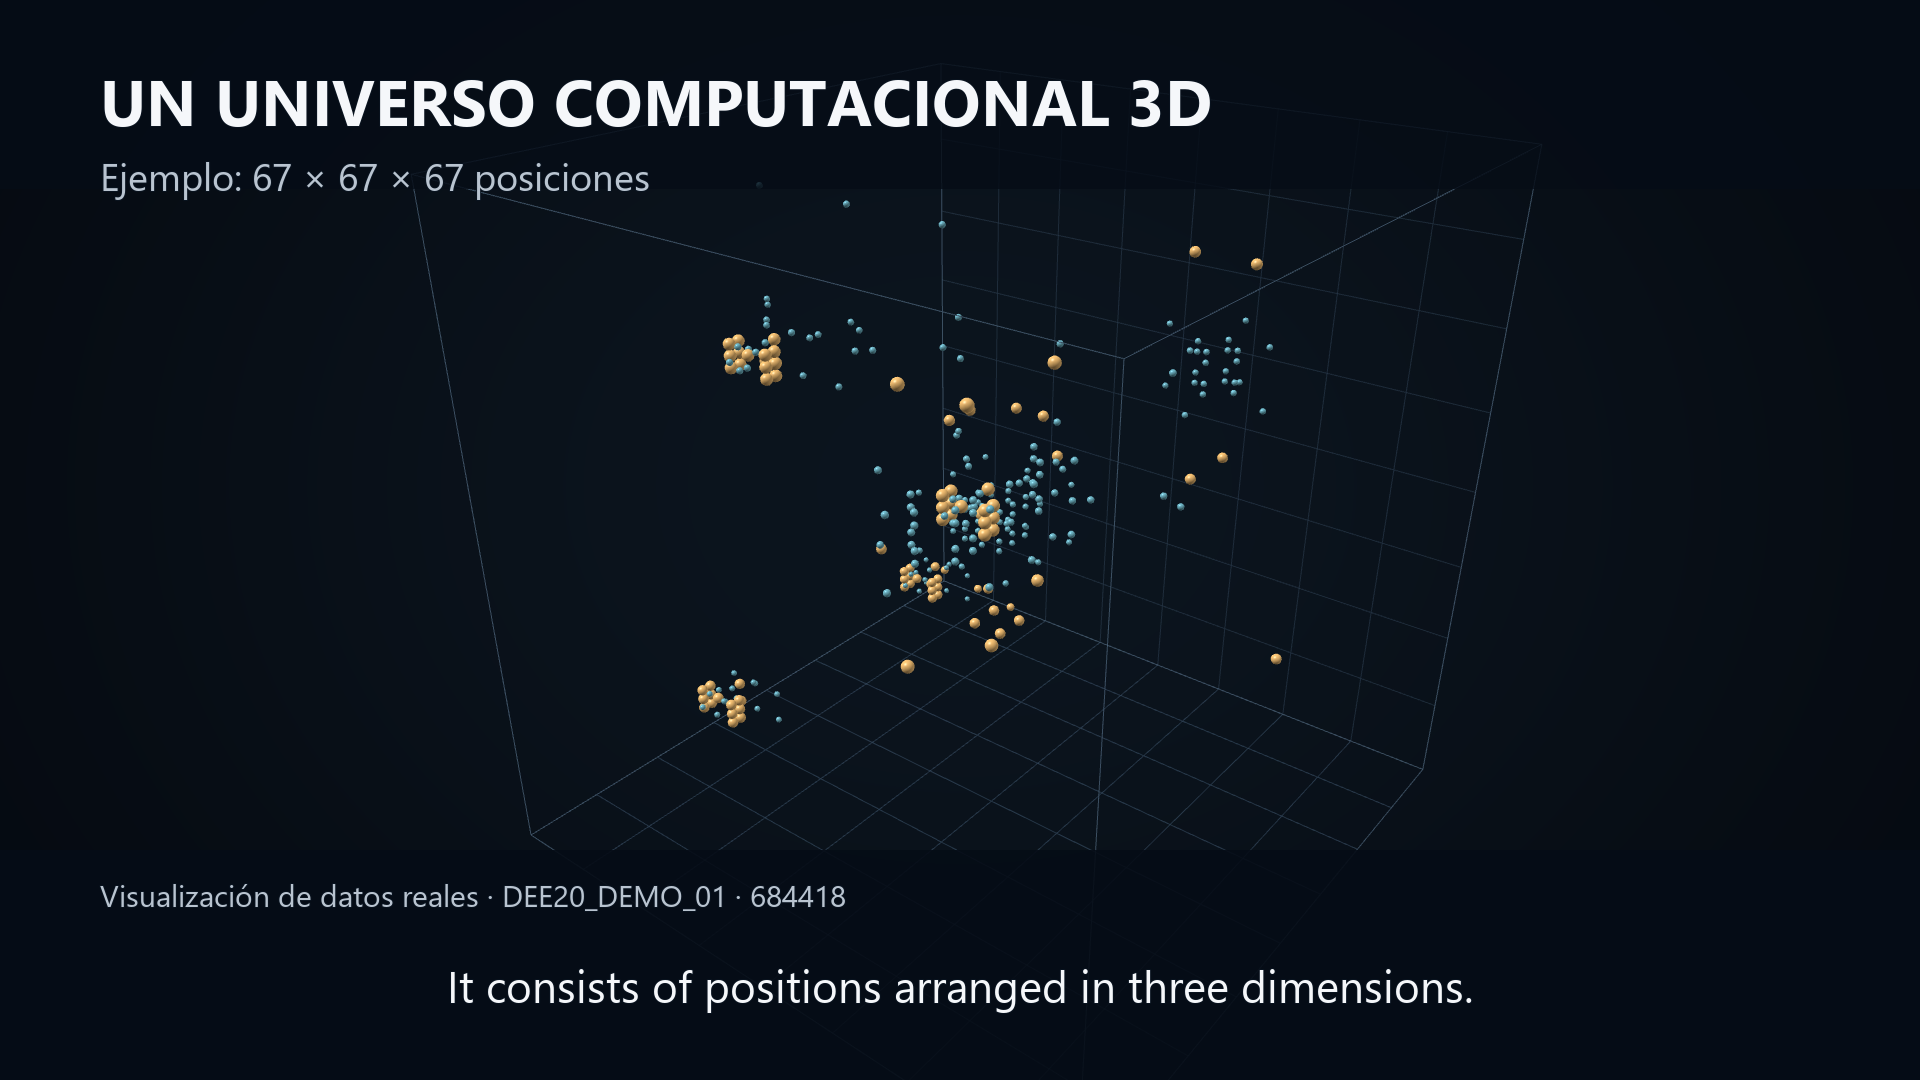 UN UNIVERSO COMPUTACIONAL 3D
Ejemplo: 67 × 67 × 67 posiciones
Visualización de datos reales · DEE20_DEMO_01 · 684418
It consists of positions arranged in three dimensions.